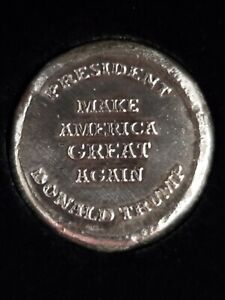 PRESIDENT
MAKE
AMERICA
GREAT
AGAIN
DONALD TRUMP